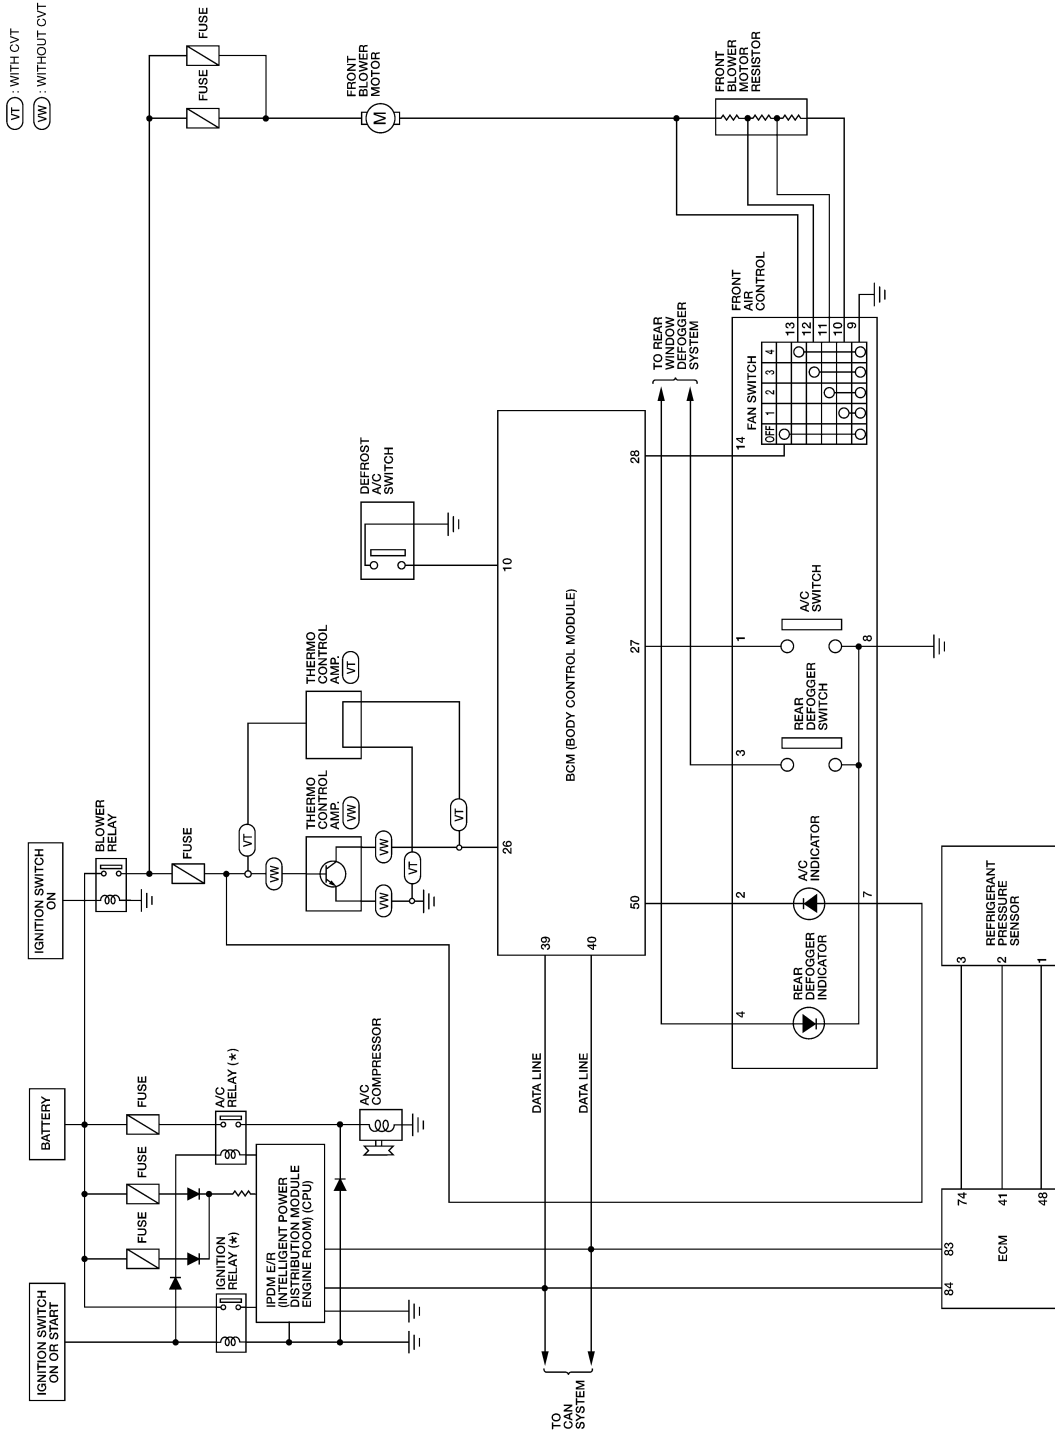 VT : WITH CVT
VW : WITHOUT CVT
IGNITION SWITCH
ON OR START
BATTERY
IGNITION SWITCH
ON
FUSE
FUSE
FUSE
IGNITION
RELAY (*)
A/C
RELAY (*)
IPDM E/R
(INTELLIGENT POWER
DISTRIBUTION MODULE
ENGINE ROOM) (CPU)
A/C
COMPRESSOR
BLOWER
RELAY
FUSE
VT
VW
THERMO
CONTROL
AMP.
VW
VW
VW
THERMO
CONTROL
AMP.
VT
VT
VT
FUSE
FUSE
FRONT
BLOWER
MOTOR
M
FRONT
BLOWER
MOTOR
RESISTOR
DEFROST
A/C
SWITCH
TO
CAN
SYSTEM
DATA LINE
DATA LINE
39
40
26
10
BCM (BODY CONTROL MODULE)
50
27
28
TO REAR
WINDOW
DEFOGGER
SYSTEM
FRONT
AIR
CONTROL
4
2
3
1
14
REAR
DEFOGGER
INDICATOR
A/C INDICATOR
REAR
DEFOGGER
SWITCH
A/C
SWITCH
FAN SWITCH
OFF
1
2
3
4
13
12
11
10
9
7
8
84
83
ECM
74
41
48
3
2
1
REFRIGERANT
PRESSURE
SENSOR